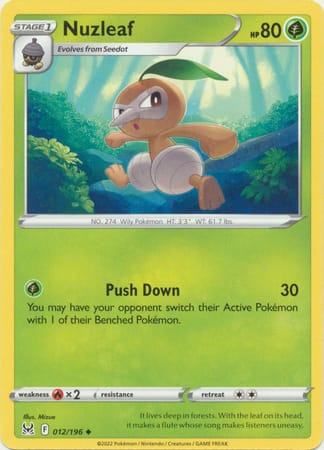 STAGE 1
Nuzleaf
HP 80
Evolves from Seedot
NO. 274 Wily Pokémon HT: 3'3" WT: 61.7 lbs.
Push Down 30
You may have your opponent switch their Active Pokémon
with 1 of their Benched Pokémon.
weakness ×2 resistance retreat
Illus. Mizue
F 012/196
It lives deep in forests. With the leaf on its head,
it makes a flute whose song makes listeners uneasy.
©2022 Pokémon / Nintendo / Creatures / GAME FREAK